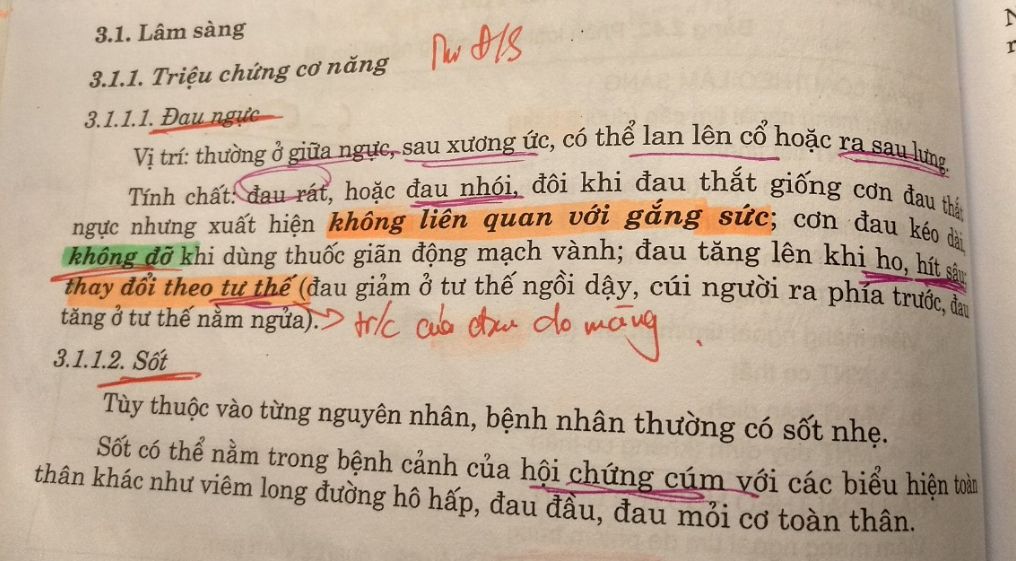 3.1. Lâm sàng
3.1.1. Triệu chứng cơ năng
3.1.1.1. Đau ngực
Vị trí: thường ở giữa ngực, sau xương ức, có thể lan lên cổ hoặc ra sau lưng.
Tính chất: đau rát, hoặc đau nhói, đôi khi đau thắt giống cơn đau thắt
ngực nhưng xuất hiện không liên quan với gắng sức; cơn đau kéo dài,
không đỡ khi dùng thuốc giãn động mạch vành; đau tăng lên khi ho, hít sâu;
thay đổi theo tư thế (đau giảm ở tư thế ngồi dậy, cúi người ra phía trước, đau
tăng ở tư thế nằm ngửa).
tr/c của đau do màng
3.1.1.2. Sốt
Tùy thuộc vào từng nguyên nhân, bệnh nhân thường có sốt nhẹ.
Sốt có thể nằm trong bệnh cảnh của hội chứng cúm với các biểu hiện toàn
thân khác như viêm long đường hô hấp, đau đầu, đau mỏi cơ toàn thân.